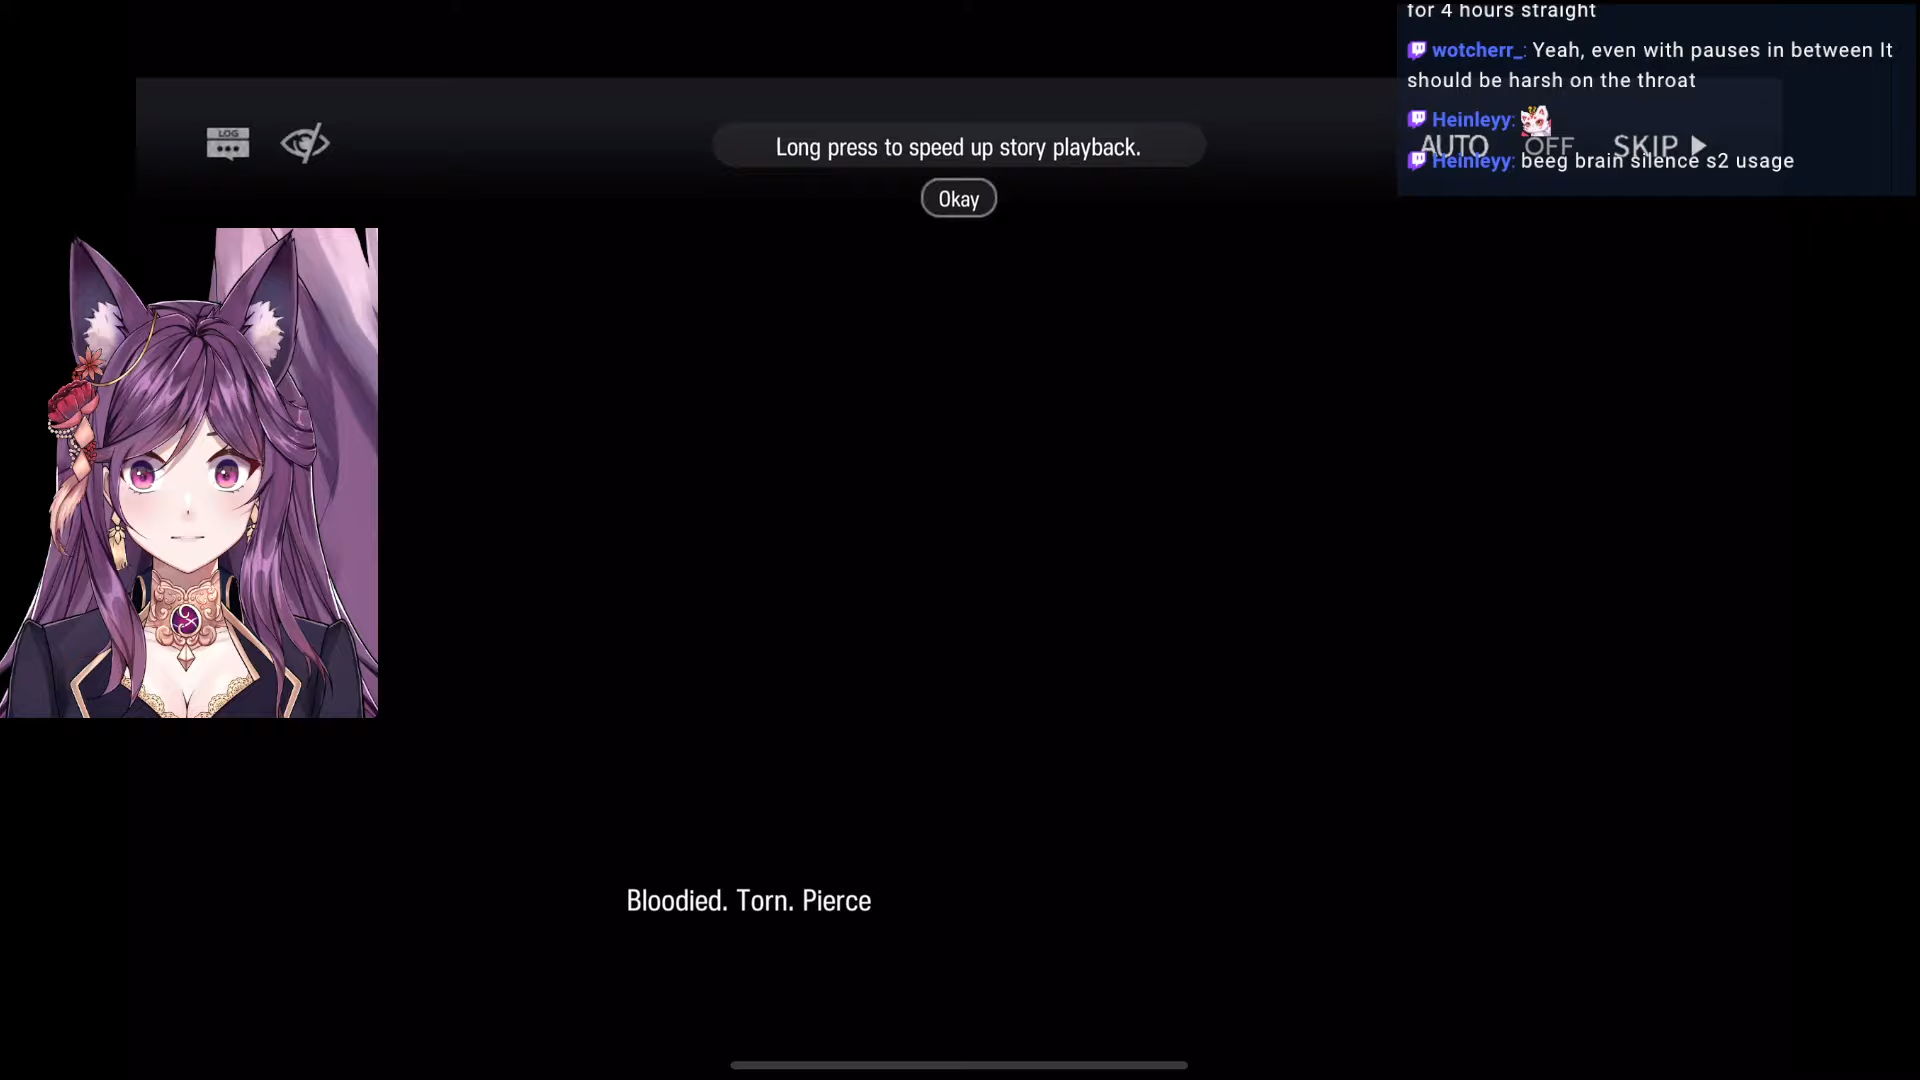 for 4 hours straight
wotcherr_: Yeah, even with pauses in between It
should be harsh on the throat
Heinleyy:
Heinleyy: beeg brain silence s2 usage
LOG
Long press to speed up story playback.
AUTO OFF SKIP
Okay
Bloodied. Torn. Pierce